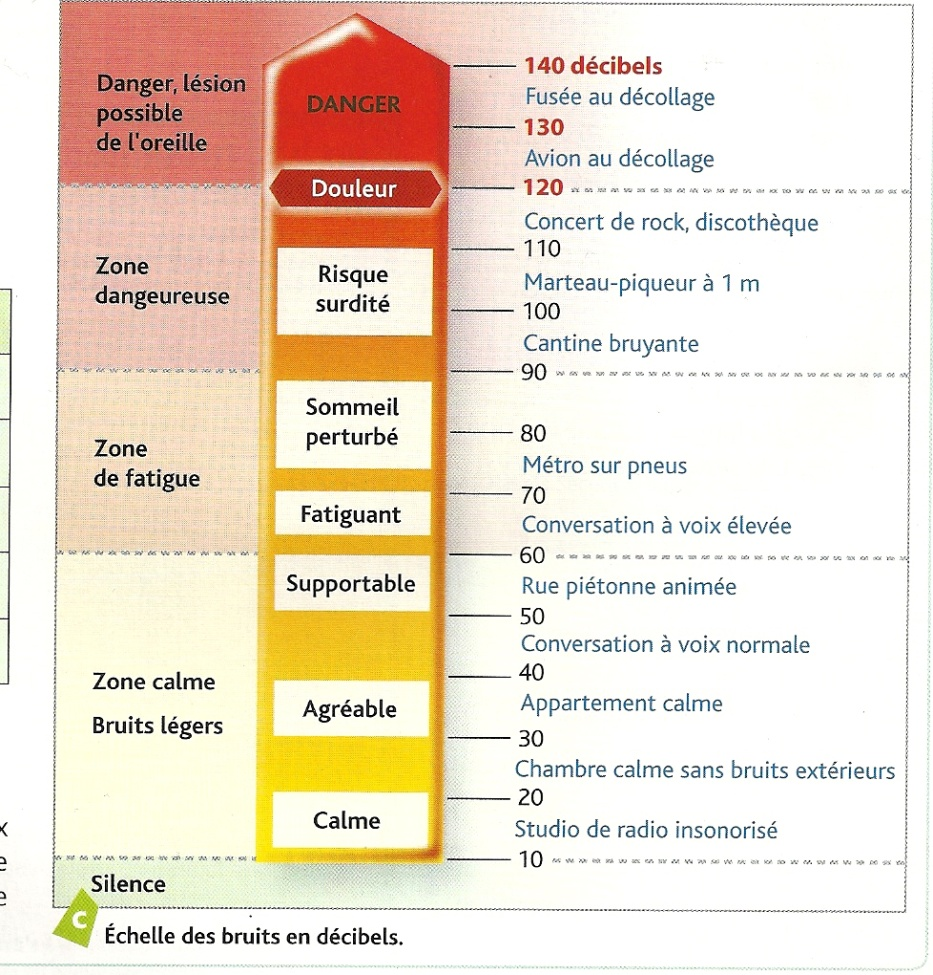 140 décibels
Danger, lésion
possible
de l'oreille
DANGER
Fusée au décollage
130
Avion au décollage
Douleur
120
Concert de rock, discothèque
110
Zone
dangeureuse
Risque
surdité
Marteau-piqueur à 1 m
100
Cantine bruyante
90
Sommeil
perturbé
80
Zone
de fatigue
Métro sur pneus
70
Fatiguant
Conversation à voix élevée
60
Supportable
Rue piétonne animée
50
Conversation à voix normale
40
Zone calme
Bruits légers
Agréable
Appartement calme
30
Chambre calme sans bruits extérieurs
20
Calme
Studio de radio insonorisé
10
x
e
e
Silence
C
Échelle des bruits en décibels.